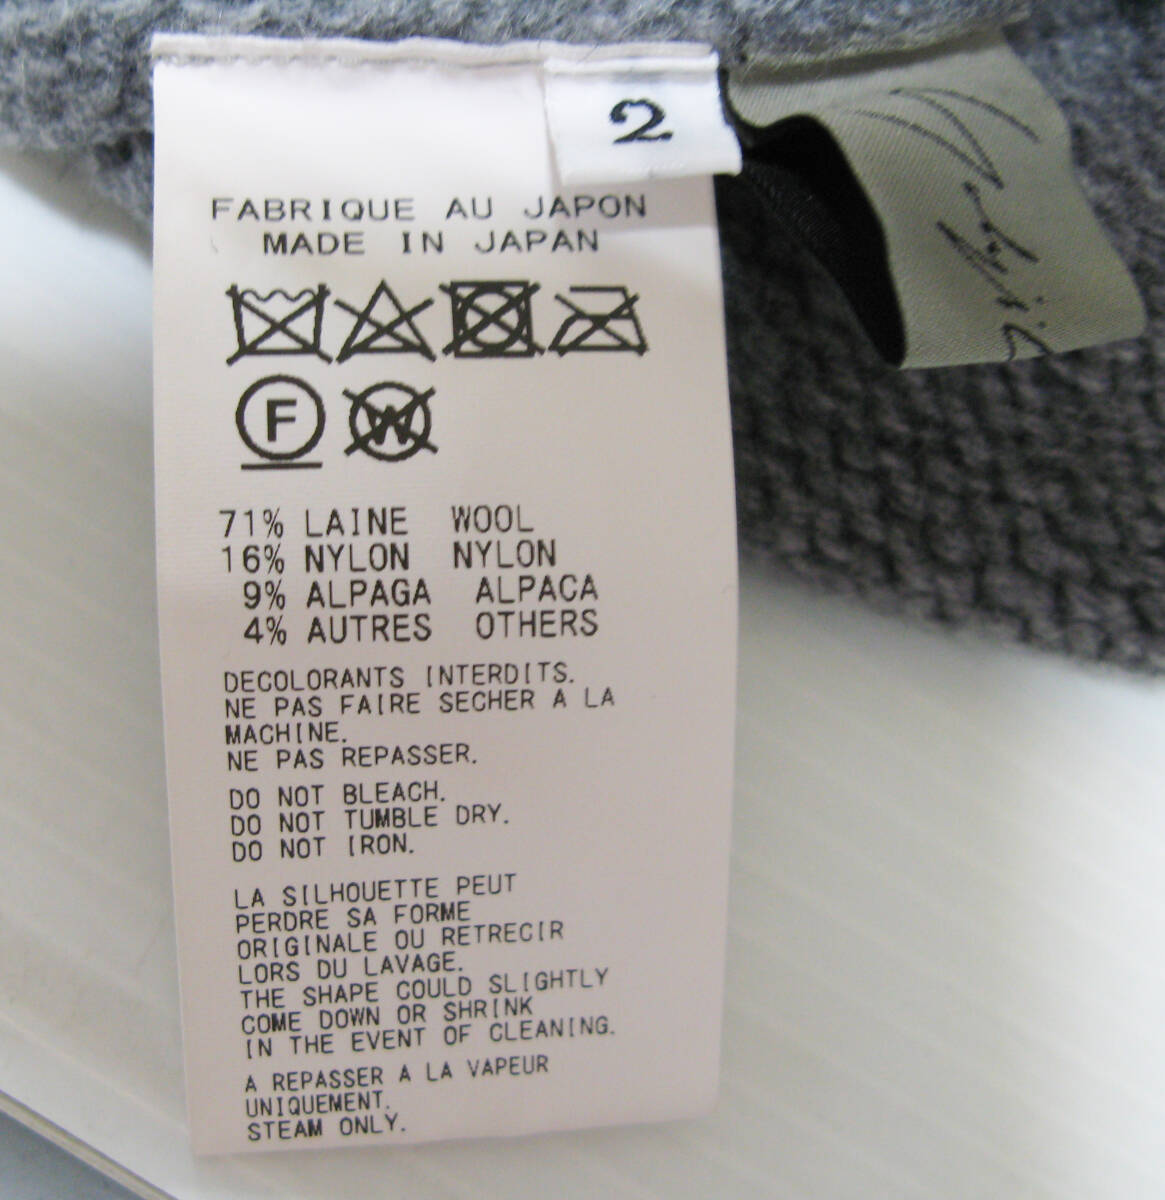 2
FABRIQUE AU JAPON
MADE IN JAPAN
F W
71% LAINE WOOL
16% NYLON NYLON
9% ALPAGA ALPACA
4% AUTRES OTHERS
DECOLORANTS INTERDITS.
NE PAS FAIRE SECHER A LA
MACHINE.
NE PAS REPASSER.
DO NOT BLEACH.
DO NOT TUMBLE DRY.
DO NOT IRON.
LA SILHOUETTE PEUT
PERDRE SA FORME
ORIGINALE OU RETRECIR
LORS DU LAVAGE.
THE SHAPE COULD SLIGHTLY
COME DOWN OR SHRINK
IN THE EVENT OF CLEANING.
A REPASSER A LA VAPEUR
UNIQUEMENT.
STEAM ONLY.